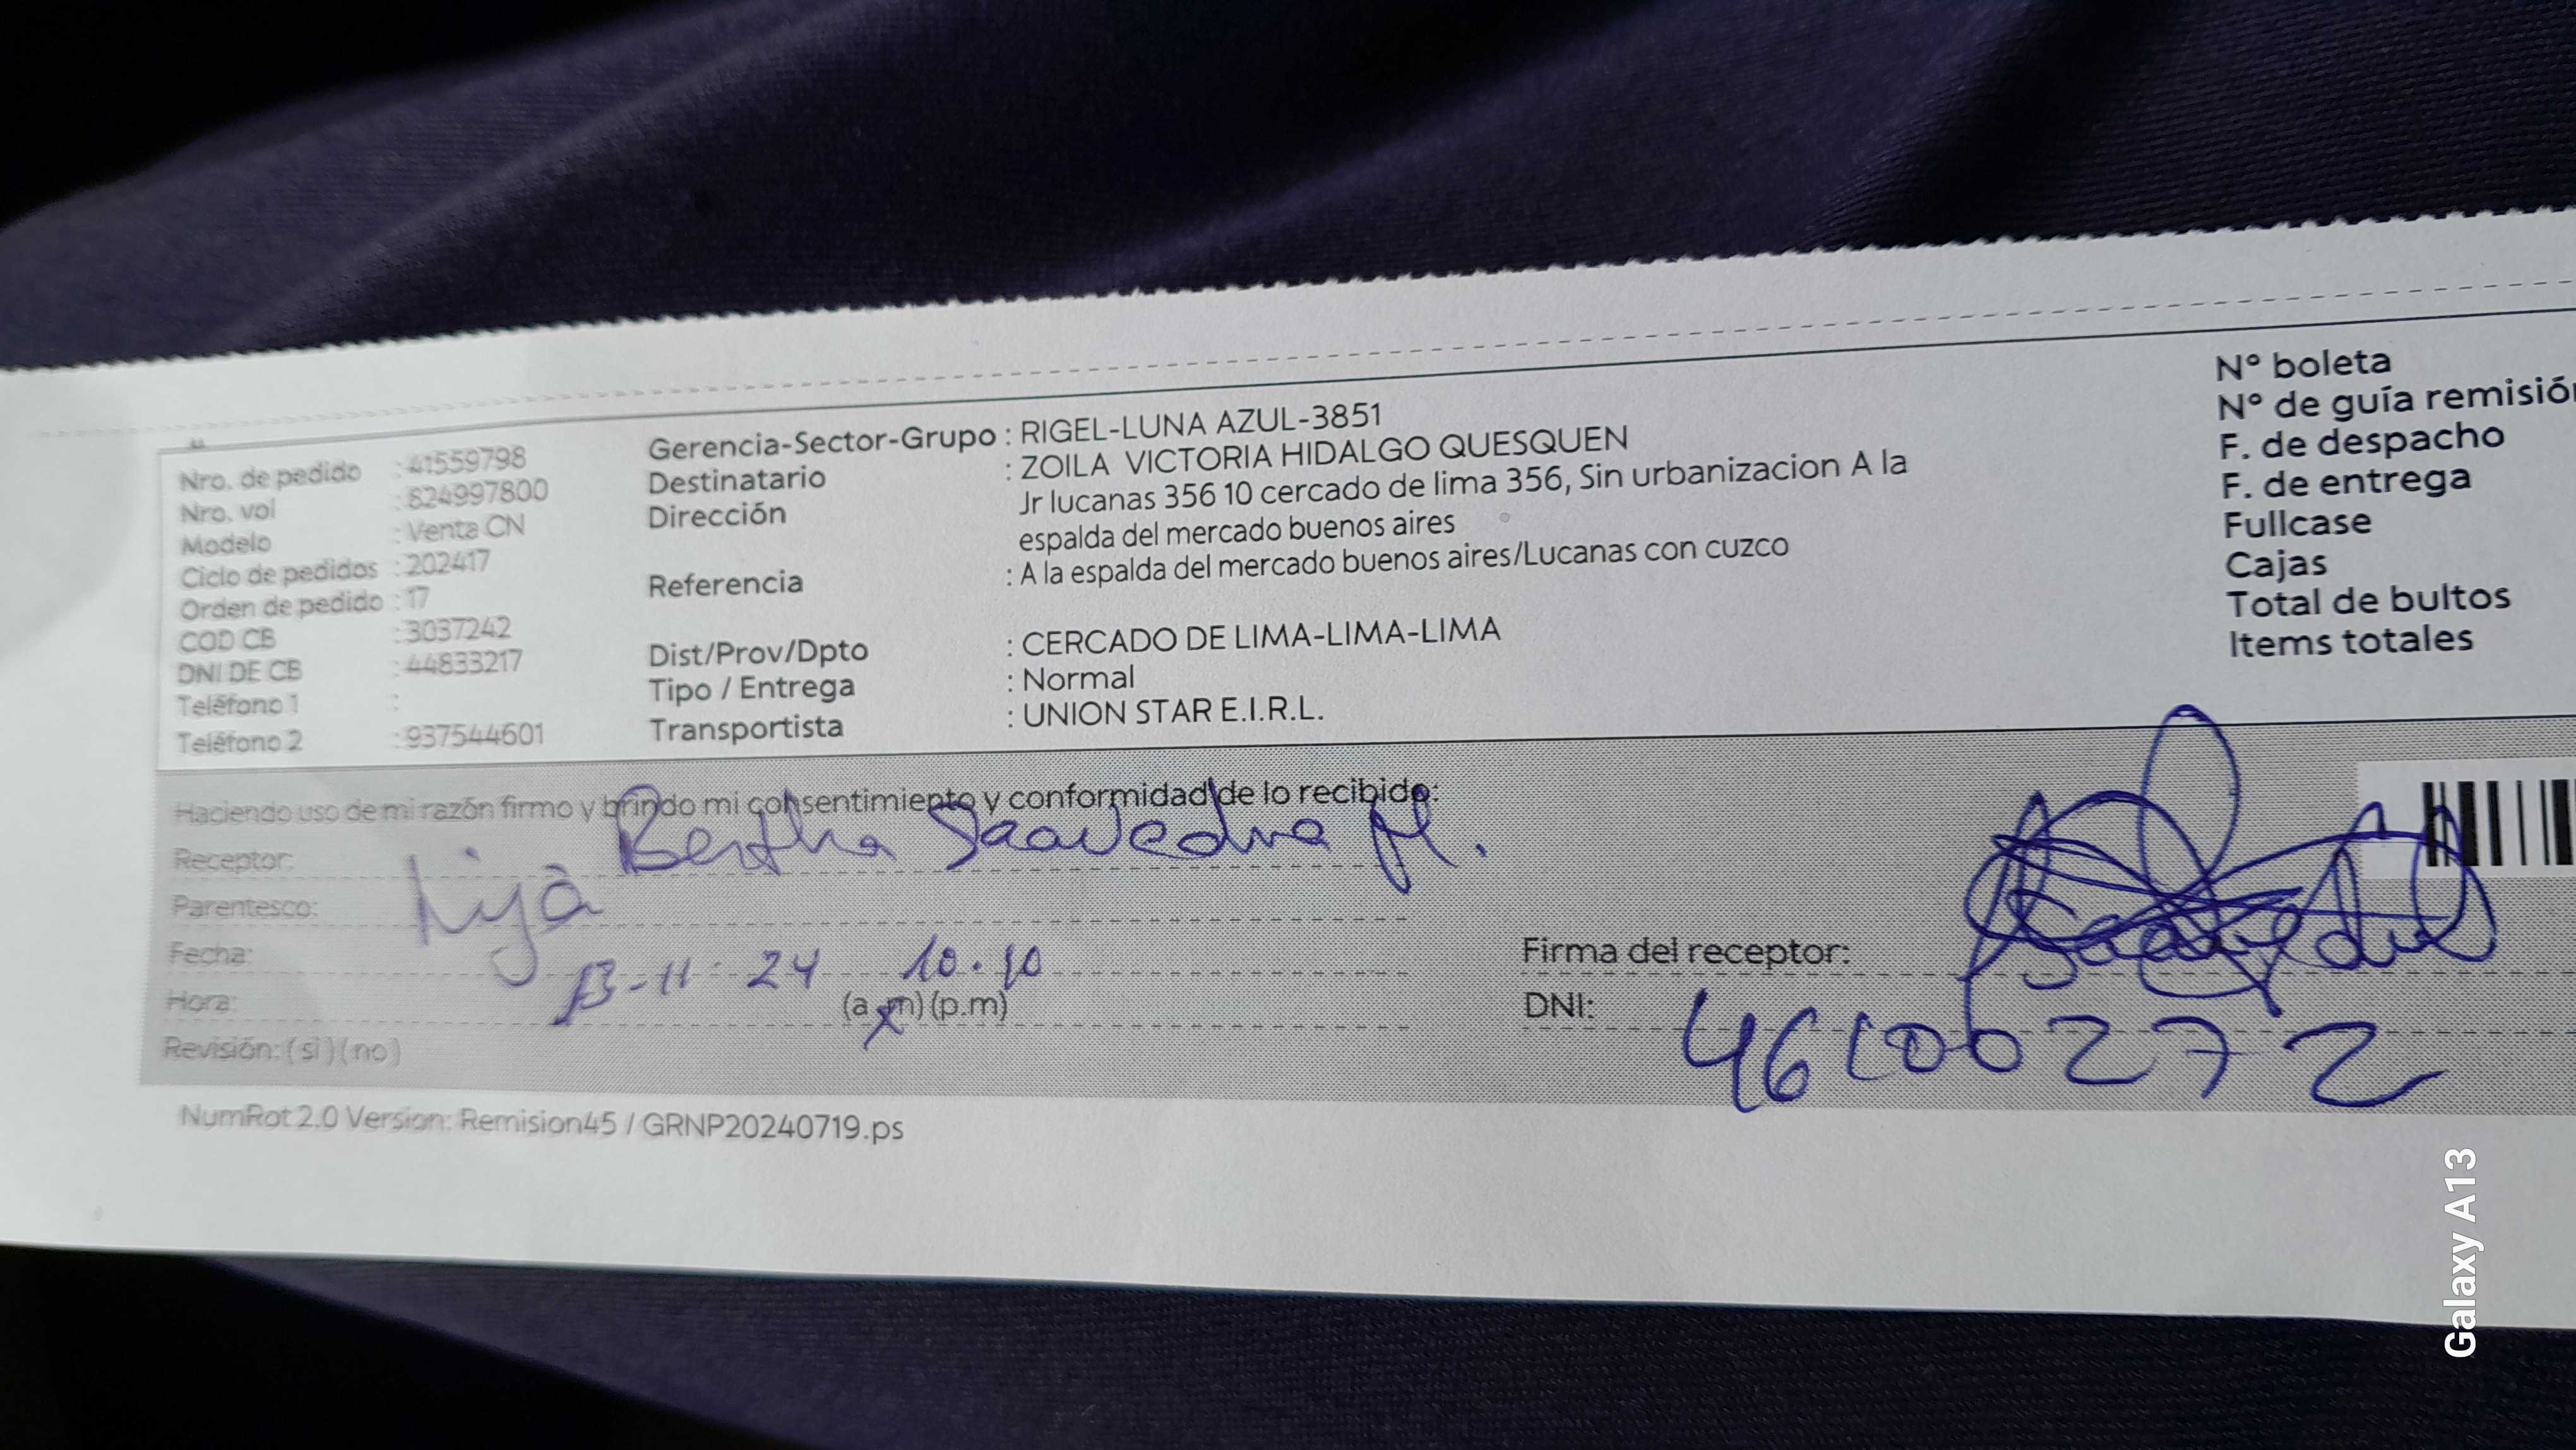 Nro. de pedido : 41559798
Nro. vol : 824997800
Modelo : Venta CN
Ciclo de pedidos : 202417
Orden de pedido : 17
COD CB : 3037242
DNI DE CB : 44833217
Teléfono 1 :
Teléfono 2 : 937544601
Gerencia-Sector-Grupo : RIGEL-LUNA AZUL-3851
Destinatario : ZOILA VICTORIA HIDALGO QUESQUEN
Dirección Jr lucanas 356 10 cercado de lima 356, Sin urbanizacion A la
espalda del mercado buenos aires
Referencia : A la espalda del mercado buenos aires/Lucanas con cuzco
Dist/Prov/Dpto : CERCADO DE LIMA-LIMA-LIMA
Tipo / Entrega : Normal
Transportista : UNION STAR E.I.R.L.
N° boleta
N° de guía remisión
F. de despacho
F. de entrega
Fullcase
Cajas
Total de bultos
Items totales
Haciendo uso de mi razón firmo y brindo mi consentimiento y conformidad de lo recibido:
Receptor: Bertha Saavedra M.
Parentesco:
Fecha: 13-11-24 10.10
Hora: (a.m) (p.m)
Revisión: ( si ) ( no )
Firma del receptor: Saavedra
DNI:
NumRot 2.0 Version: Remision45 / GRNP20240719.ps
Galaxy A13